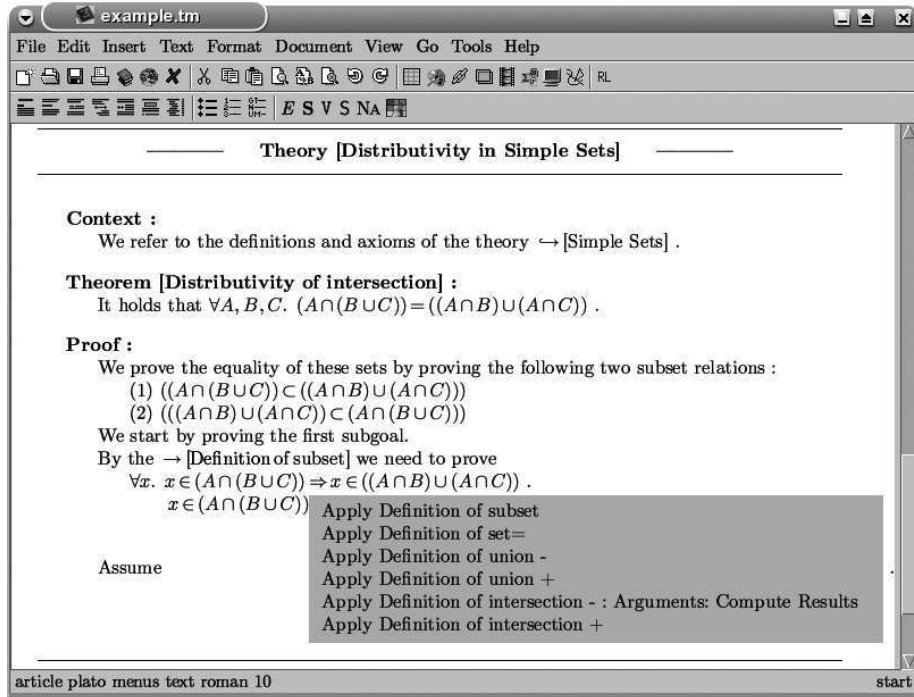 example.tm
File Edit Insert Text Format Document View Go Tools Help
RL
E S V S NA
Theory [Distributivity in Simple Sets]
Context :
We refer to the definitions and axioms of the theory ↪[Simple Sets] .
Theorem [Distributivity of intersection] :
It holds that ∀A, B, C. (A∩(B∪C))=((A∩B)∪(A∩C)) .
Proof :
We prove the equality of these sets by proving the following two subset relations :
(1) ((A∩(B∪C))⊂((A∩B)∪(A∩C)))
(2) (((A∩B)∪(A∩C))⊂(A∩(B∪C)))
We start by proving the first subgoal.
By the →[Definition of subset] we need to prove
∀x. x∈(A∩(B∪C))⇒x∈((A∩B)∪(A∩C)) .
x∈(A∩(B∪C))
Apply Definition of subset
Apply Definition of set=
Apply Definition of union -
Assume .
Apply Definition of union +
Apply Definition of intersection - : Arguments: Compute Results
Apply Definition of intersection +
article plato menus text roman 10 start